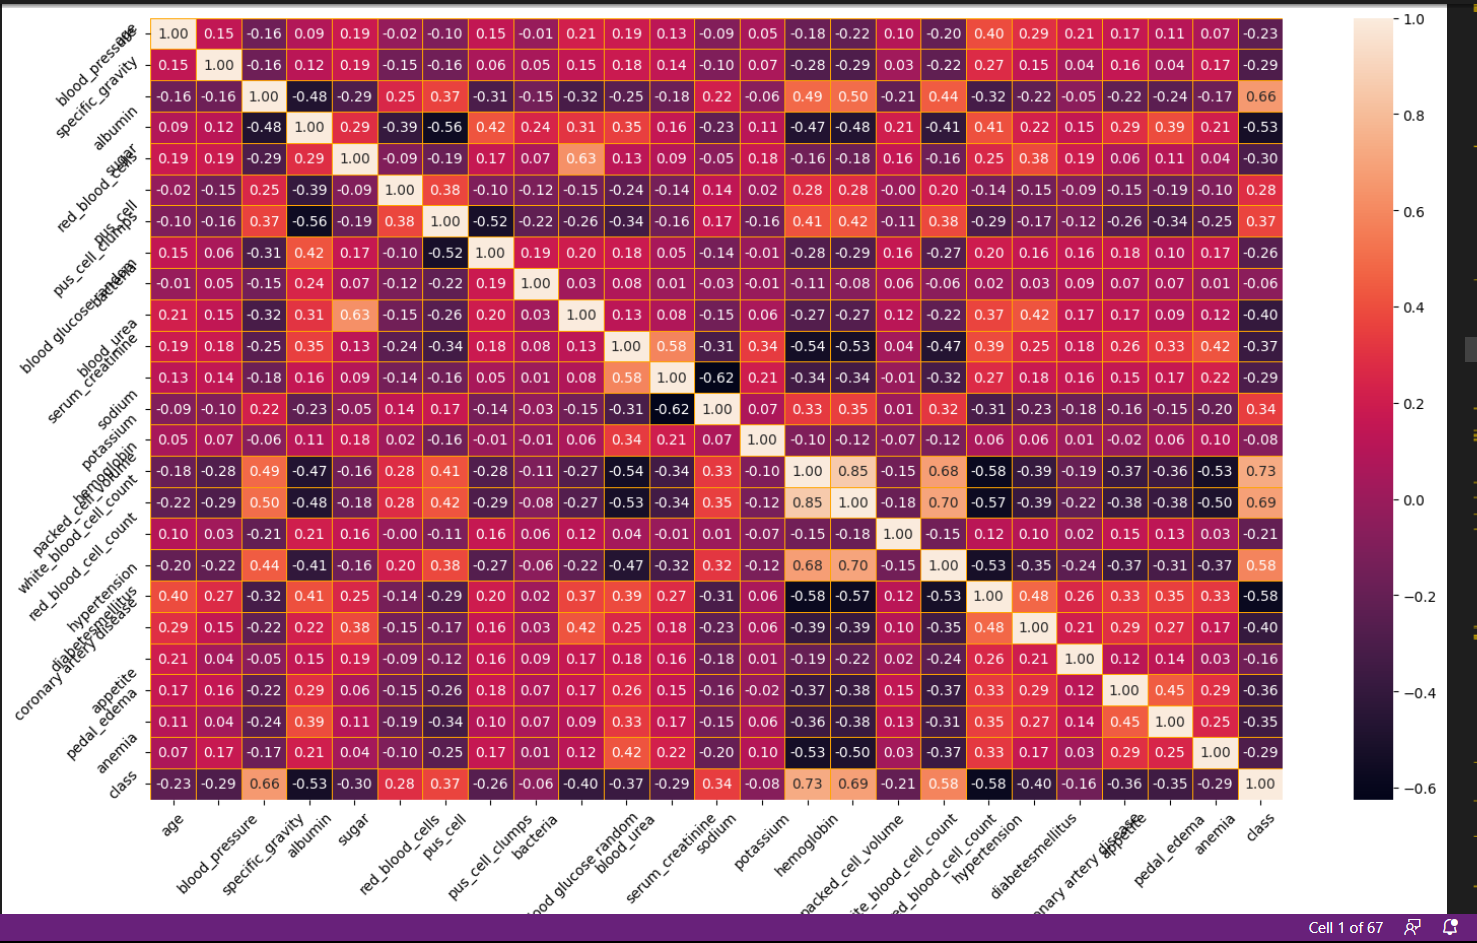 age 1.00 0.15 -0.16 0.09 0.19 -0.02 -0.10 0.15 -0.01 0.21 0.19 0.13 -0.09 0.05 -0.18 -0.22 0.10 -0.20 0.40 0.29 0.21 0.17 0.11 0.07 -0.23 1.0
blood_pressure 0.15 1.00 -0.16 0.12 0.19 -0.15 -0.16 0.06 0.05 0.15 0.18 0.14 -0.10 0.07 -0.28 -0.29 0.03 -0.22 0.27 0.15 0.04 0.16 0.04 0.17 -0.29
specific_gravity -0.16 -0.16 1.00 -0.48 -0.29 0.25 0.37 -0.31 -0.15 -0.32 -0.25 -0.18 0.22 -0.06 0.49 0.50 -0.21 0.44 -0.32 -0.22 -0.05 -0.22 -0.24 -0.17 0.66
albumin 0.09 0.12 -0.48 1.00 0.29 -0.39 -0.56 0.42 0.24 0.31 0.35 0.16 -0.23 0.11 -0.47 -0.48 0.21 -0.41 0.41 0.22 0.15 0.29 0.39 0.21 -0.53 0.8
sugar 0.19 0.19 -0.29 0.29 1.00 -0.09 -0.19 0.17 0.07 0.63 0.13 0.09 -0.05 0.18 -0.16 -0.18 0.16 -0.16 0.25 0.38 0.19 0.06 0.11 0.04 -0.30
red_blood_cells -0.02 -0.15 0.25 -0.39 -0.09 1.00 0.38 -0.10 -0.12 -0.15 -0.24 -0.14 0.14 0.02 0.28 0.28 -0.00 0.20 -0.14 -0.15 -0.09 -0.15 -0.19 -0.10 0.28
pus_cell -0.10 -0.16 0.37 -0.56 -0.19 0.38 1.00 -0.52 -0.22 -0.26 -0.34 -0.16 0.17 -0.16 0.41 0.42 -0.11 0.38 -0.29 -0.17 -0.12 -0.26 -0.34 -0.25 0.37 0.6
pus_cell_clumps 0.15 0.06 -0.31 0.42 0.17 -0.10 -0.52 1.00 0.19 0.20 0.18 0.05 -0.14 -0.01 -0.28 -0.29 0.16 -0.27 0.20 0.16 0.16 0.18 0.10 0.17 -0.26
bacteria -0.01 0.05 -0.15 0.24 0.07 -0.12 -0.22 0.19 1.00 0.03 0.08 0.01 -0.03 -0.01 -0.11 -0.08 0.06 -0.06 0.02 0.03 0.09 0.07 0.07 0.01 -0.06
blood glucose random 0.21 0.15 -0.32 0.31 0.63 -0.15 -0.26 0.20 0.03 1.00 0.13 0.08 -0.15 0.06 -0.27 -0.27 0.12 -0.22 0.37 0.42 0.17 0.17 0.09 0.12 -0.40 0.4
blood_urea 0.19 0.18 -0.25 0.35 0.13 -0.24 -0.34 0.18 0.08 0.13 1.00 0.58 -0.31 0.34 -0.54 -0.53 0.04 -0.47 0.39 0.25 0.18 0.26 0.33 0.42 -0.37
serum_creatinine 0.13 0.14 -0.18 0.16 0.09 -0.14 -0.16 0.05 0.01 0.08 0.58 1.00 -0.62 0.21 -0.34 -0.34 -0.01 -0.32 0.27 0.18 0.16 0.15 0.17 0.22 -0.29
sodium -0.09 -0.10 0.22 -0.23 -0.05 0.14 0.17 -0.14 -0.03 -0.15 -0.31 -0.62 1.00 0.07 0.33 0.35 0.01 0.32 -0.31 -0.23 -0.18 -0.16 -0.15 -0.20 0.34 0.2
potassium 0.05 0.07 -0.06 0.11 0.18 0.02 -0.16 -0.01 -0.01 0.06 0.34 0.21 0.07 1.00 -0.10 -0.12 -0.07 -0.12 0.06 0.06 0.01 -0.02 0.06 0.10 -0.08
hemoglobin -0.18 -0.28 0.49 -0.47 -0.16 0.28 0.41 -0.28 -0.11 -0.27 -0.54 -0.34 0.33 -0.10 1.00 0.85 -0.15 0.68 -0.58 -0.39 -0.19 -0.37 -0.36 -0.53 0.73
packed_cell_volume -0.22 -0.29 0.50 -0.48 -0.18 0.28 0.42 -0.29 -0.08 -0.27 -0.53 -0.34 0.35 -0.12 0.85 1.00 -0.18 0.70 -0.57 -0.39 -0.22 -0.38 -0.38 -0.50 0.69 0.0
white_blood_cell_count 0.10 0.03 -0.21 0.21 0.16 -0.00 -0.11 0.16 0.06 0.12 0.04 -0.01 0.01 -0.07 -0.15 -0.18 1.00 -0.15 0.12 0.10 0.02 0.15 0.13 0.03 -0.21
red_blood_cell_count -0.20 -0.22 0.44 -0.41 -0.16 0.20 0.38 -0.27 -0.06 -0.22 -0.47 -0.32 0.32 -0.12 0.68 0.70 -0.15 1.00 -0.53 -0.35 -0.24 -0.37 -0.31 -0.37 0.58
hypertension 0.40 0.27 -0.32 0.41 0.25 -0.14 -0.29 0.20 0.02 0.37 0.39 0.27 -0.31 0.06 -0.58 -0.57 0.12 -0.53 1.00 0.48 0.26 0.33 0.35 0.33 -0.58 −0.2
diabetesmellitus 0.29 0.15 -0.22 0.22 0.38 -0.15 -0.17 0.16 0.03 0.42 0.25 0.18 -0.23 0.06 -0.39 -0.39 0.10 -0.35 0.48 1.00 0.21 0.29 0.27 0.17 -0.40
coronary artery disease 0.21 0.04 -0.05 0.15 0.19 -0.09 -0.12 0.16 0.09 0.17 0.18 0.16 -0.18 0.01 -0.19 -0.22 0.02 -0.24 0.26 0.21 1.00 0.12 0.14 0.03 -0.16
appetite 0.17 0.16 -0.22 0.29 0.06 -0.15 -0.26 0.18 0.07 0.17 0.26 0.15 -0.16 -0.02 -0.37 -0.38 0.15 -0.37 0.33 0.29 0.12 1.00 0.45 0.29 -0.36 −0.4
pedal_edema 0.11 0.04 -0.24 0.39 0.11 -0.19 -0.34 0.10 0.07 0.09 0.33 0.17 -0.15 0.06 -0.36 -0.38 0.13 -0.31 0.35 0.27 0.14 0.45 1.00 0.25 -0.35
anemia 0.07 0.17 -0.17 0.21 0.04 -0.10 -0.25 0.17 0.01 0.12 0.42 0.22 -0.20 0.10 -0.53 -0.50 0.03 -0.37 0.33 0.17 0.03 0.29 0.25 1.00 -0.29
class -0.23 -0.29 0.66 -0.53 -0.30 0.28 0.37 -0.26 -0.06 -0.40 -0.37 -0.29 0.34 -0.08 0.73 0.69 -0.21 0.58 -0.58 -0.40 -0.16 -0.36 -0.35 -0.29 1.00 −0.6
age
blood_pressure
specific_gravity
albumin
sugar
red_blood_cells
pus_cell
pus_cell_clumps
bacteria
ood glucose random
blood_urea
serum_creatinine
sodium
potassium
hemoglobin
packed_cell_volume
ite_blood_cell_count
ed_blood_cell_count
hypertension
diabetesmellitus
onary artery disease
appetite
pedal_edema
anemia
class
Cell 1 of 67